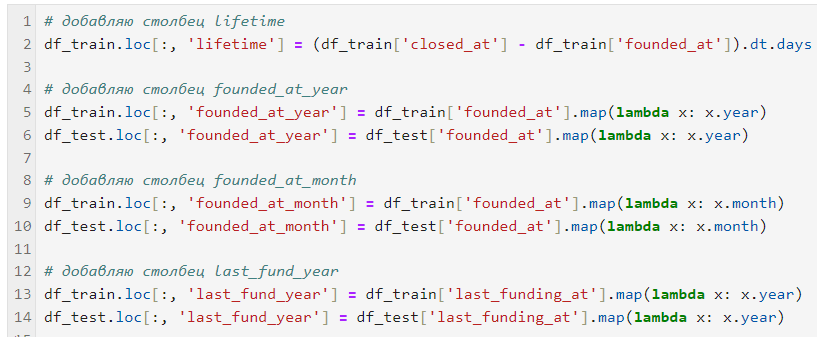 1 # добавляю столбец lifetime
2 df_train.loc[:, 'lifetime'] = (df_train['closed_at'] - df_train['founded_at']).dt.days
3
4 # добавляю столбец founded_at_year
5 df_train.loc[:, 'founded_at_year'] = df_train['founded_at'].map(lambda x: x.year)
6 df_test.loc[:, 'founded_at_year'] = df_test['founded_at'].map(lambda x: x.year)
7
8 # добавляю столбец founded_at_month
9 df_train.loc[:, 'founded_at_month'] = df_train['founded_at'].map(lambda x: x.month)
10 df_test.loc[:, 'founded_at_month'] = df_test['founded_at'].map(lambda x: x.month)
11
12 # добавляю столбец last_fund_year
13 df_train.loc[:, 'last_fund_year'] = df_train['last_funding_at'].map(lambda x: x.year)
14 df_test.loc[:, 'last_fund_year'] = df_test['last_funding_at'].map(lambda x: x.year)